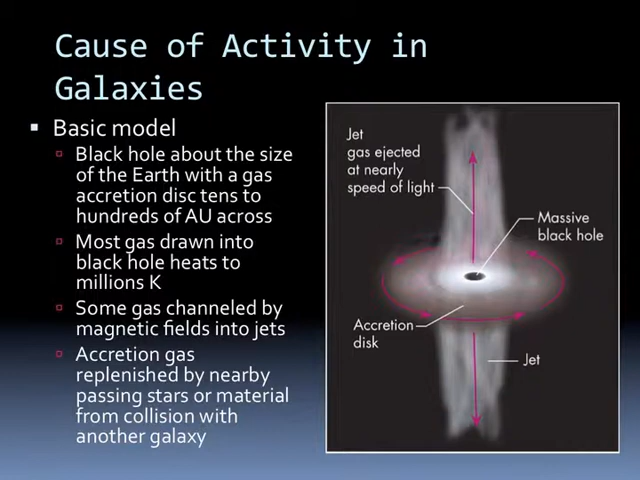 Cause of Activity in
Galaxies
Basic model
Black hole about the size
of the Earth with a gas
accretion disc tens to
hundreds of AU across
Most gas drawn into
black hole heats to
millions K
Some gas channeled by
magnetic fields into jets
Accretion gas
replenished by nearby
passing stars or material
from collision with
another galaxy
Jet
gas ejected
at nearly
speed of light
Massive
black hole
Accretion
disk
Jet